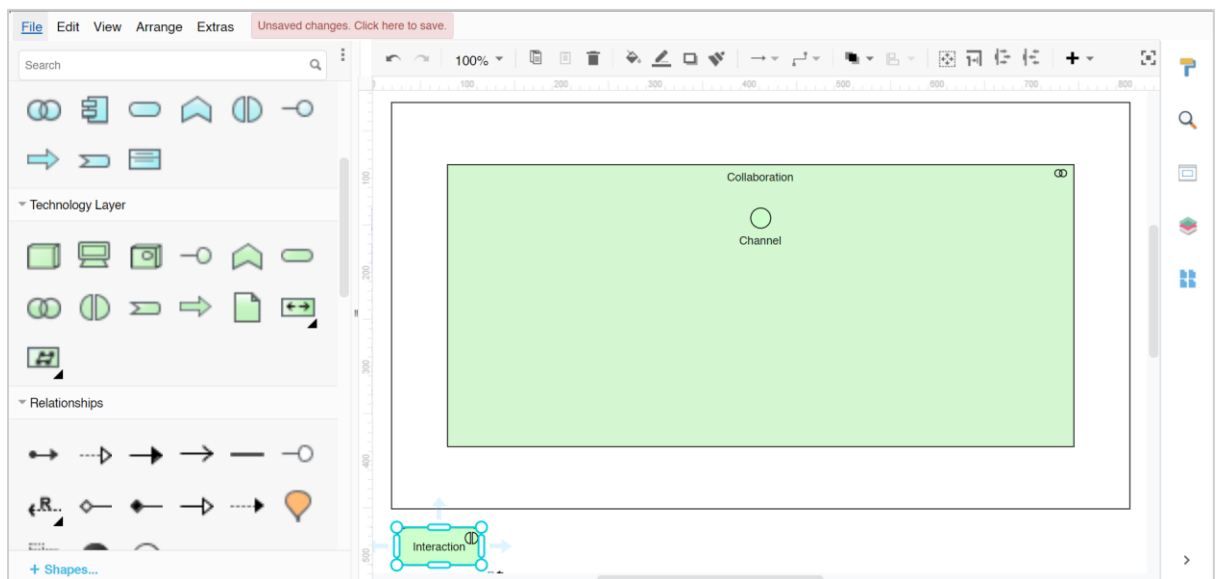 File Edit View Arrange Extras Unsaved changes. Click here to save.
Search
100%
100 200 300 400 500 600 700 800
Technology Layer
Relationships
R
+ Shapes...
100
200
300
400
500
Collaboration
Channel
Interaction